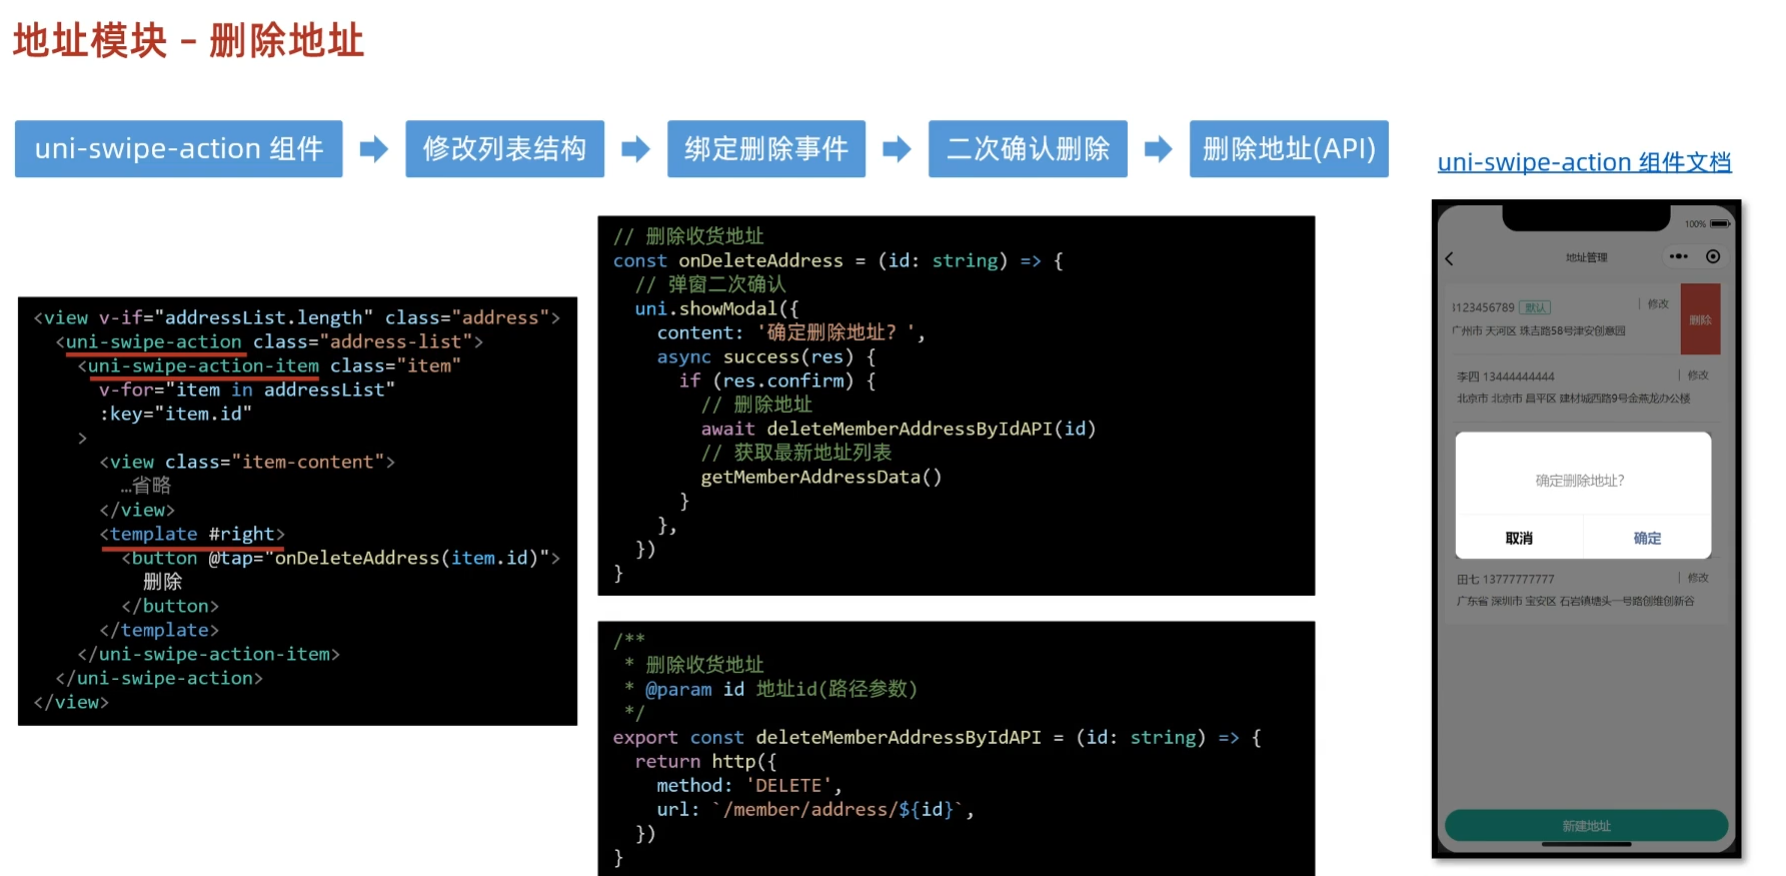 地址模块 – 删除地址
uni-swipe-action 组件
修改列表结构
绑定删除事件
二次确认删除
删除地址(API)
uni-swipe-action 组件文档
<view v-if="addressList.length" class="address">
<uni-swipe-action class="address-list">
<uni-swipe-action-item class="item"
v-for="item in addressList"
:key="item.id"
>
<view class="item-content">
…省略
</view>
<template #right>
<button @tap="onDeleteAddress(item.id)">
删除
</button>
</template>
</uni-swipe-action-item>
</uni-swipe-action>
</view>
// 删除收货地址
const onDeleteAddress = (id: string) => {
// 弹窗二次确认
uni.showModal({
content: '确定删除地址? ',
async success(res) {
if (res.confirm) {
// 删除地址
await deleteMemberAddressByIdAPI(id)
// 获取最新地址列表
getMemberAddressData()
}
},
})
}
/**
* 删除收货地址
* @param id 地址id(路径参数)
*/
export const deleteMemberAddressByIdAPI = (id: string) => {
return http({
method: 'DELETE',
url: `/member/address/${id}`,
})
}
100%
地址管理
1123456789 默认 | 修改
广州市 天河区 珠吉路58号津安创意园
删除
李四 13444444444 | 修改
北京市 北京市 昌平区 建材城西路9号金燕龙办公楼
确定删除地址?
取消
确定
田七 13777777777 | 修改
广东省 深圳市 宝安区 石岩镇塘头一号路创维创新谷
新建地址